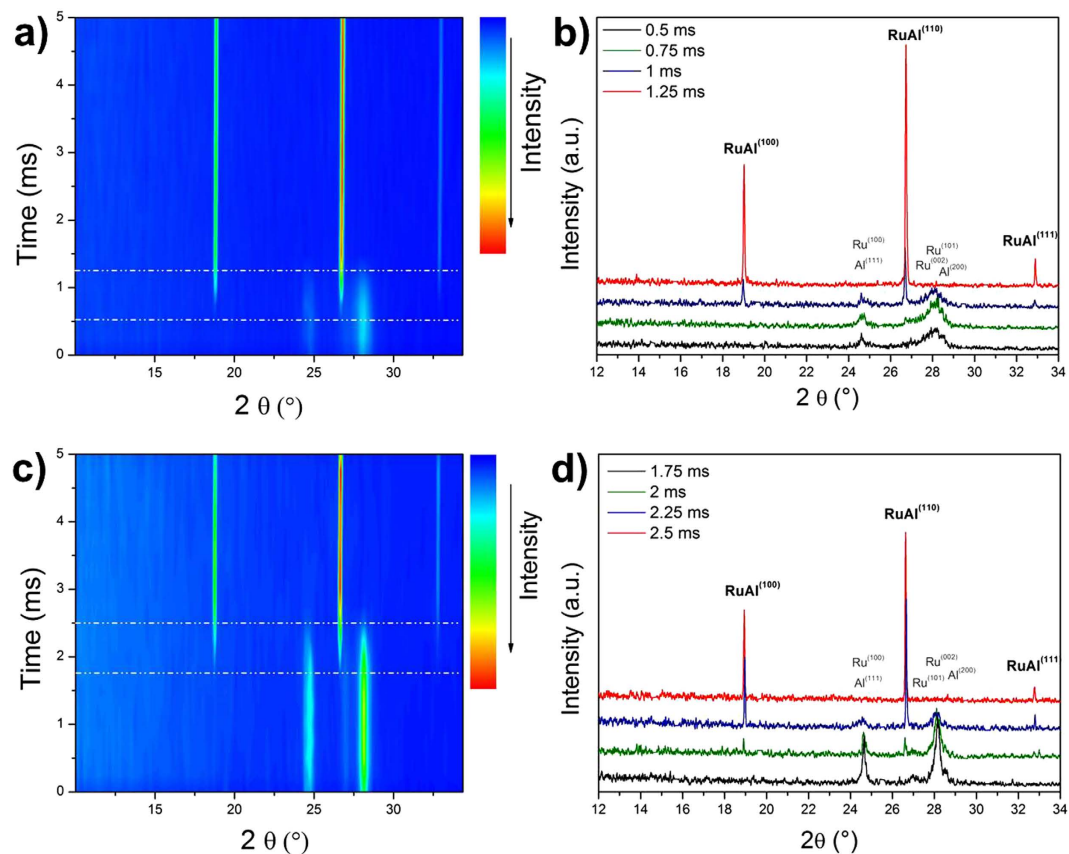 a)
5
4
3
2
1
0
Time (ms)
15 20 25 30
2 θ (°)
Intensity
b)
0.5 ms
0.75 ms
1 ms
1.25 ms
RuAl(110)
RuAl(100)
Ru(100)
Al(111)
Ru(101)
Ru(002) Al(200)
RuAl(111)
Intensity (a.u.)
12 14 16 18 20 22 24 26 28 30 32 34
2 θ (°)
c)
5
4
3
2
1
0
Time (ms)
15 20 25 30
2 θ (°)
Intensity
d)
1.75 ms
2 ms
2.25 ms
2.5 ms
RuAl(110)
RuAl(100)
Ru(100)
Al(111)
Ru(002)
Ru(101) Al(200)
RuAl(111)
Intensity (a.u.)
12 14 16 18 20 22 24 26 28 30 32 34
2θ (°)